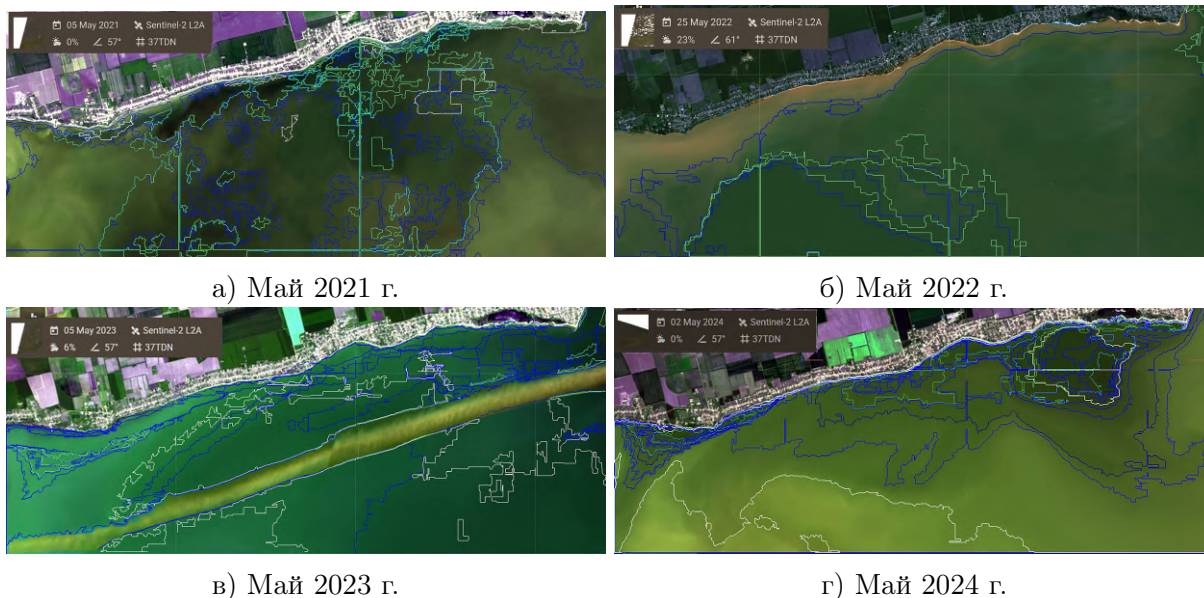 05 May 2021 Sentinel-2 L2A
0% 57° 37TDN
25 May 2022 Sentinel-2 L2A
23% 61° 37TDN
а) Май 2021 г.
б) Май 2022 г.
05 May 2023 Sentinel-2 L2A
6% 57° 37TDN
02 May 2024 Sentinel-2 L2A
0% 57° 37TDN
в) Май 2023 г.
г) Май 2024 г.